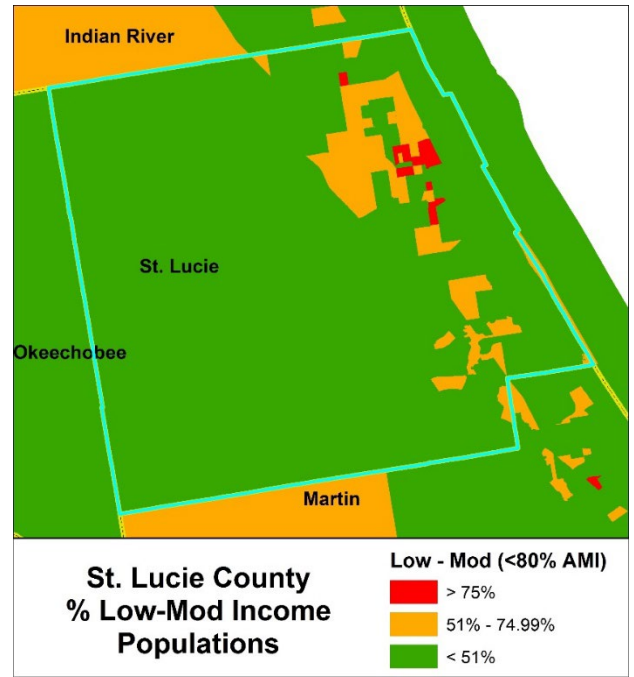 Indian River
St. Lucie
Okeechobee
Martin
St. Lucie County
% Low-Mod Income
Populations
Low - Mod (<80% AMI)
> 75%
51% - 74.99%
< 51%